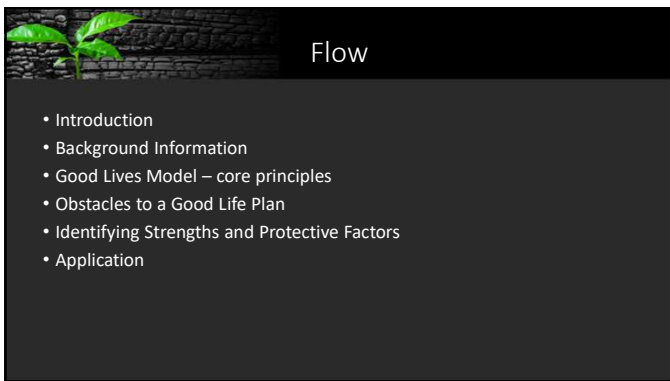 Flow
• Introduction
• Background Information
• Good Lives Model – core principles
• Obstacles to a Good Life Plan
• Identifying Strengths and Protective Factors
• Application